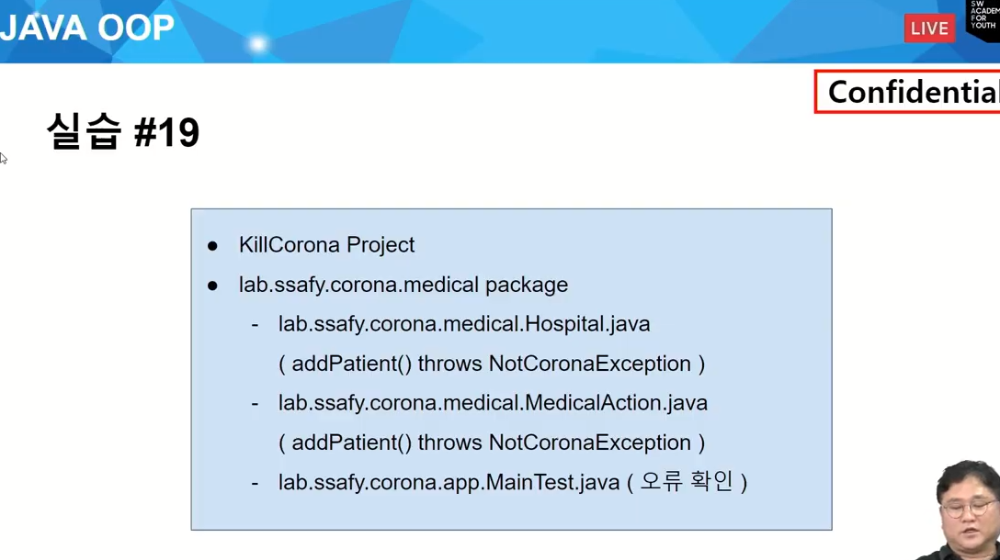 JAVA OOP
LIVE
SW
ACADEM
FOR
YOUTH
Confidential
실습 #19
● KillCorona Project
● lab.ssafy.corona.medical package
- lab.ssafy.corona.medical.Hospital.java
( addPatient() throws NotCoronaException )
- lab.ssafy.corona.medical.MedicalAction.java
( addPatient() throws NotCoronaException )
- lab.ssafy.corona.app.MainTest.java ( 오류 확인 )